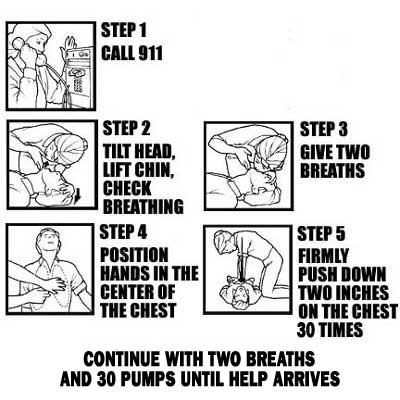 STEP 1
CALL 911
STEP 2
TILT HEAD,
LIFT CHIN,
CHECK
BREATHING
STEP 3
GIVE TWO
BREATHS
STEP 4
POSITION
HANDS IN THE
CENTER OF
THE CHEST
STEP 5
FIRMLY
PUSH DOWN
TWO INCHES
ON THE CHEST
30 TIMES
CONTINUE WITH TWO BREATHS
AND 30 PUMPS UNTIL HELP ARRIVES